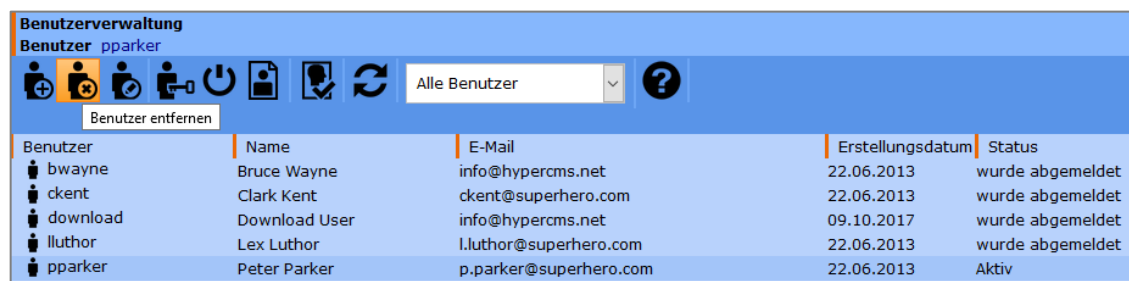 Benutzerverwaltung
Benutzer pparker
Alle Benutzer
Benutzer entfernen
Benutzer Name E-Mail Erstellungsdatum Status
bwayne Bruce Wayne info@hypercms.net 22.06.2013 wurde abgemeldet
ckent Clark Kent ckent@superhero.com 22.06.2013 wurde abgemeldet
download Download User info@hypercms.net 09.10.2017 wurde abgemeldet
lluthor Lex Luthor l.luthor@superhero.com 22.06.2013 wurde abgemeldet
pparker Peter Parker p.parker@superhero.com 22.06.2013 Aktiv